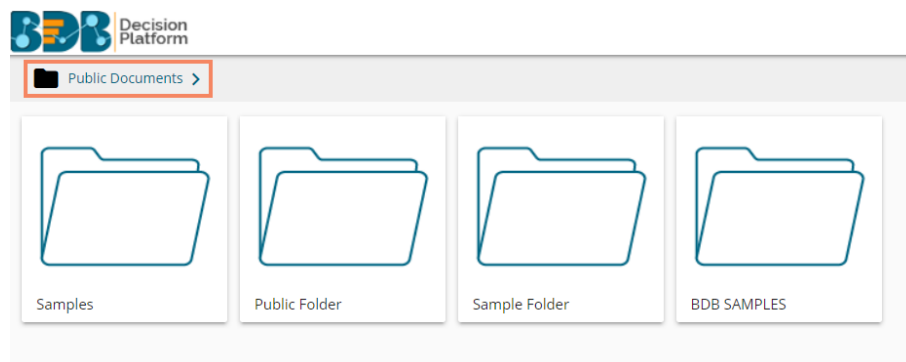 BDB Decision
Platform
Public Documents >
Samples
Public Folder
Sample Folder
BDB SAMPLES